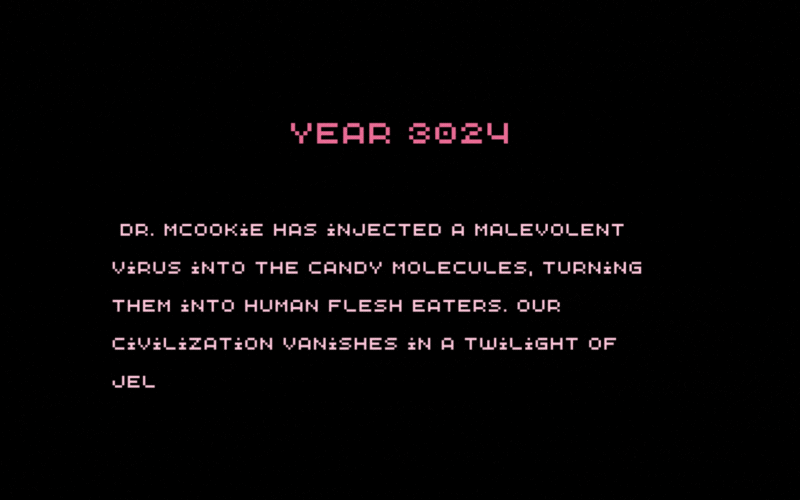 YEAR 3024
DR. MCOOKiE HAS iNJECTED A MALEVOLENT
ViRUS iNTO THE CANDY MOLECULES, TURNiNG
THEM iNTO HUMAN FLESH EATERS. OUR
CiViLiZATiON VANiSHES iN A TWiLiGHT OF
JEL